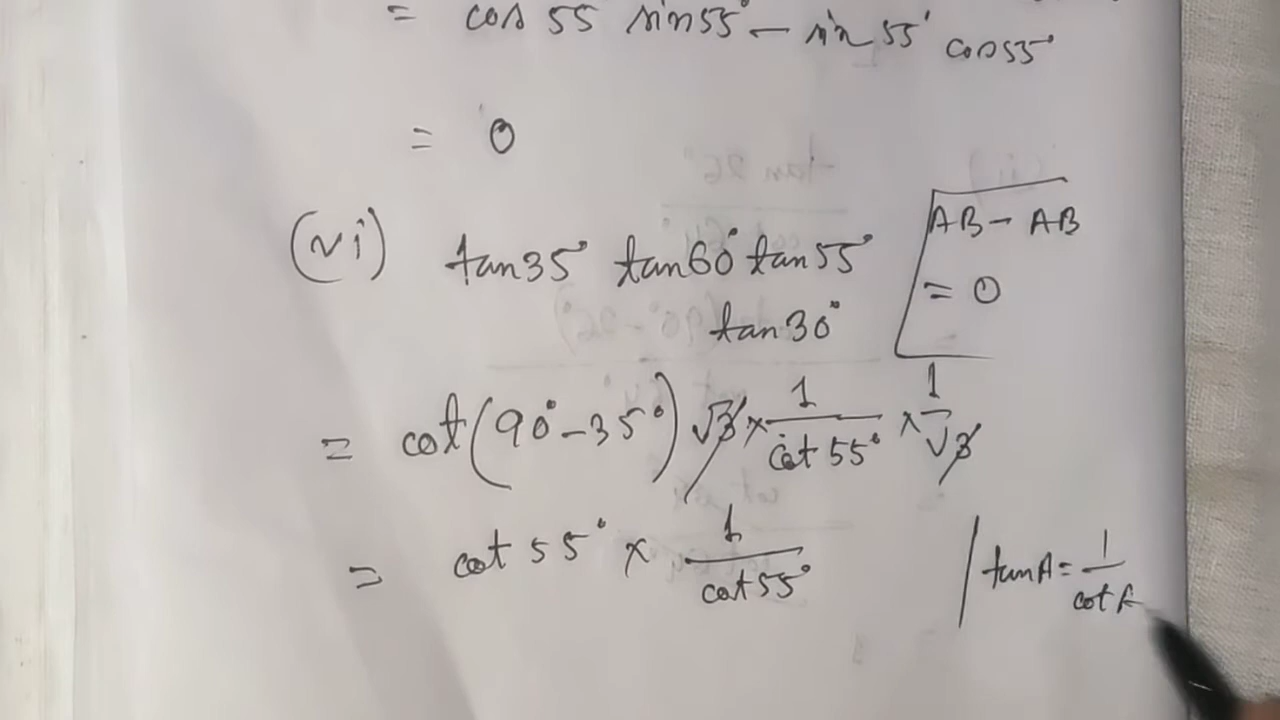 = cos 55° sin 55° - sin 55° cos 55°
= 0
(vi) tan 35° tan 60° tan 55°
tan 30°
AB - AB
= 0
= cot (90° - 35°) √3 × 1/cot 55° × 1/√3
= cot 55° × 1/cot 55°
tan A = 1/cot A